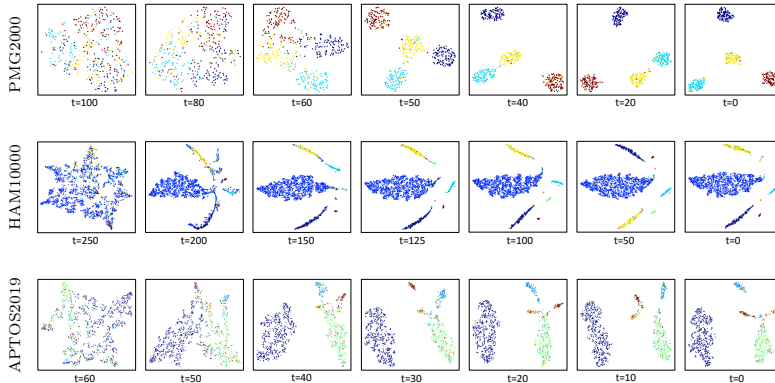 PMG2000
t=100 t=80 t=60 t=50 t=40 t=20 t=0
HAM10000
t=250 t=200 t=150 t=125 t=100 t=50 t=0
APTOS2019
t=60 t=50 t=40 t=30 t=20 t=10 t=0